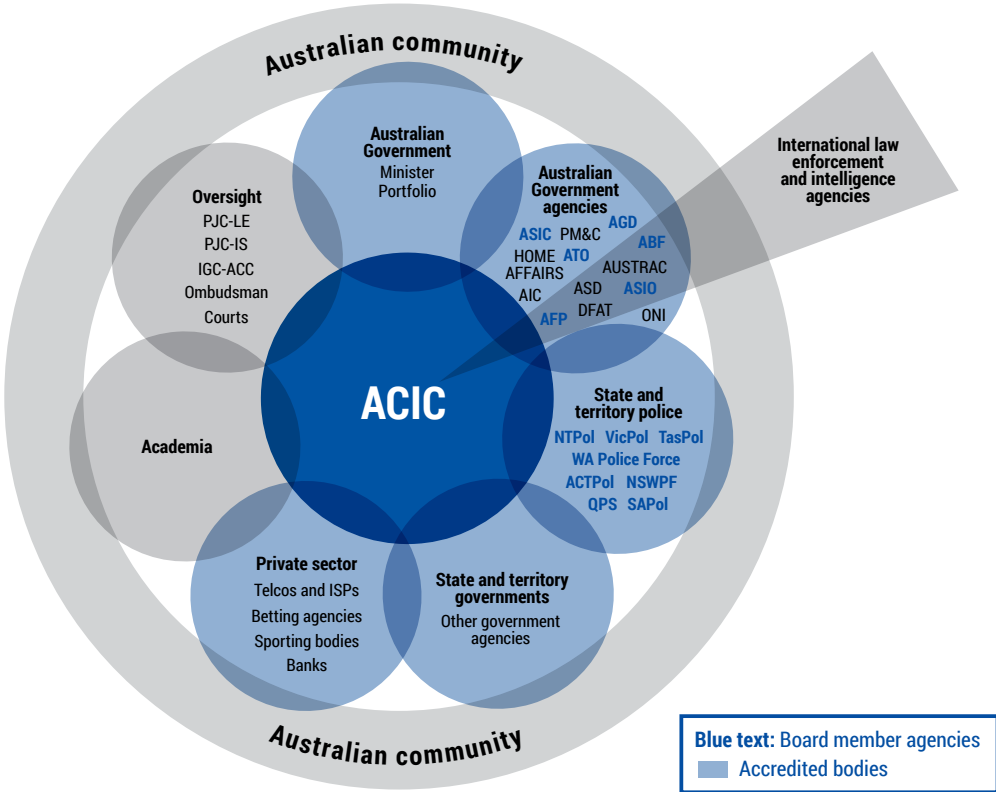 Australian community
Australian
Government
Minister
Portfolio
Australian
Government
agencies
ASIC PM&C AGD
ABF
HOME ATO
AFFAIRS AUSTRAC
AIC ASD ASIO
DFAT
AFP ONI
International law
enforcement
and intelligence
agencies
Oversight
PJC-LE
PJC-IS
IGC-ACC
Ombudsman
Courts
ACIC
State and
territory police
NTPol VicPol TasPol
WA Police Force
ACTPol NSWPF
QPS SAPol
Academia
Private sector
Telcos and ISPs
Betting agencies
Sporting bodies
Banks
State and territory
governments
Other government
agencies
Australian community
Blue text: Board member agencies
Accredited bodies